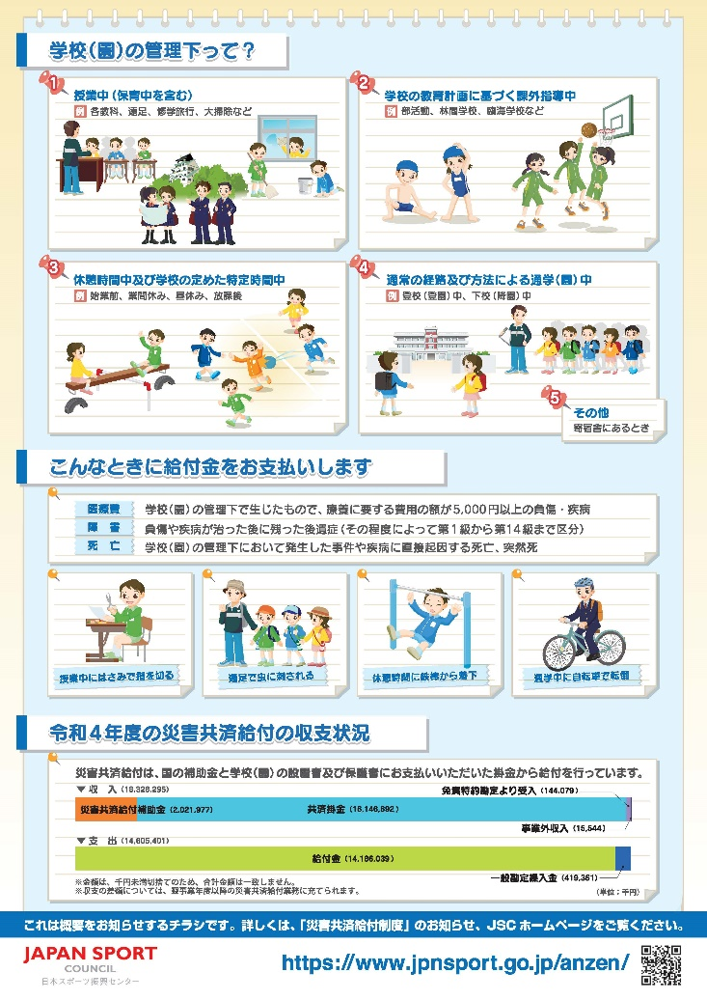 学校（園）の管理下って？
1
授業中（保育中を含む）
例 各教科、遠足、修学旅行、大掃除など
2
学校の教育計画に基づく課外指導中
例 部活動、林間学校、臨海学校など
3
休憩時間中及び学校の定めた特定時間中
例 始業前、業間休み、昼休み、放課後
4
通常の経路及び方法による通学（園）中
例 登校（登園）中、下校（降園）中
5
その他
寄宿舎にあるとき
こんなときに給付金をお支払いします
医療費 学校（園）の管理下で生じたもので、療養に要する費用の額が5,000円以上の負傷・疾病
障害 負傷や疾病が治った後に残った後遺症（その程度によって第1級から第14級まで区分）
死亡 学校（園）の管理下において発生した事件や疾病に直接起因する死亡、突然死
授業中にはさみで指を切る
遠足で虫に刺される
休憩時間に鉄棒から落下
通学中に自転車で転倒
令和4年度の災害共済給付の収支状況
災害共済給付は、国の補助金と学校（園）の設置者及び保護者にお支払いいただいた掛金から給付を行っています。
▼収 入（18,328,295）
免責特約勘定より受入（144,079）
災害共済給付補助金（2,021,977）
共済掛金（16,146,692）
事業外収入（15,544）
▼支 出（14,605,401）
給付金（14,186,039）
一般勘定繰入金（419,361）
※金額は、千円未満切捨てのため、合計金額は一致しません。
※収支の差額については、翌事業年度以降の災害共済給付業務に充てられます。
（単位：千円）
これは概要をお知らせするチラシです。詳しくは、「災害共済給付制度」のお知らせ、JSCホームページをご覧ください。
JAPAN SPORT
COUNCIL
日本スポーツ振興センター
https://www.jpnsport.go.jp/anzen/